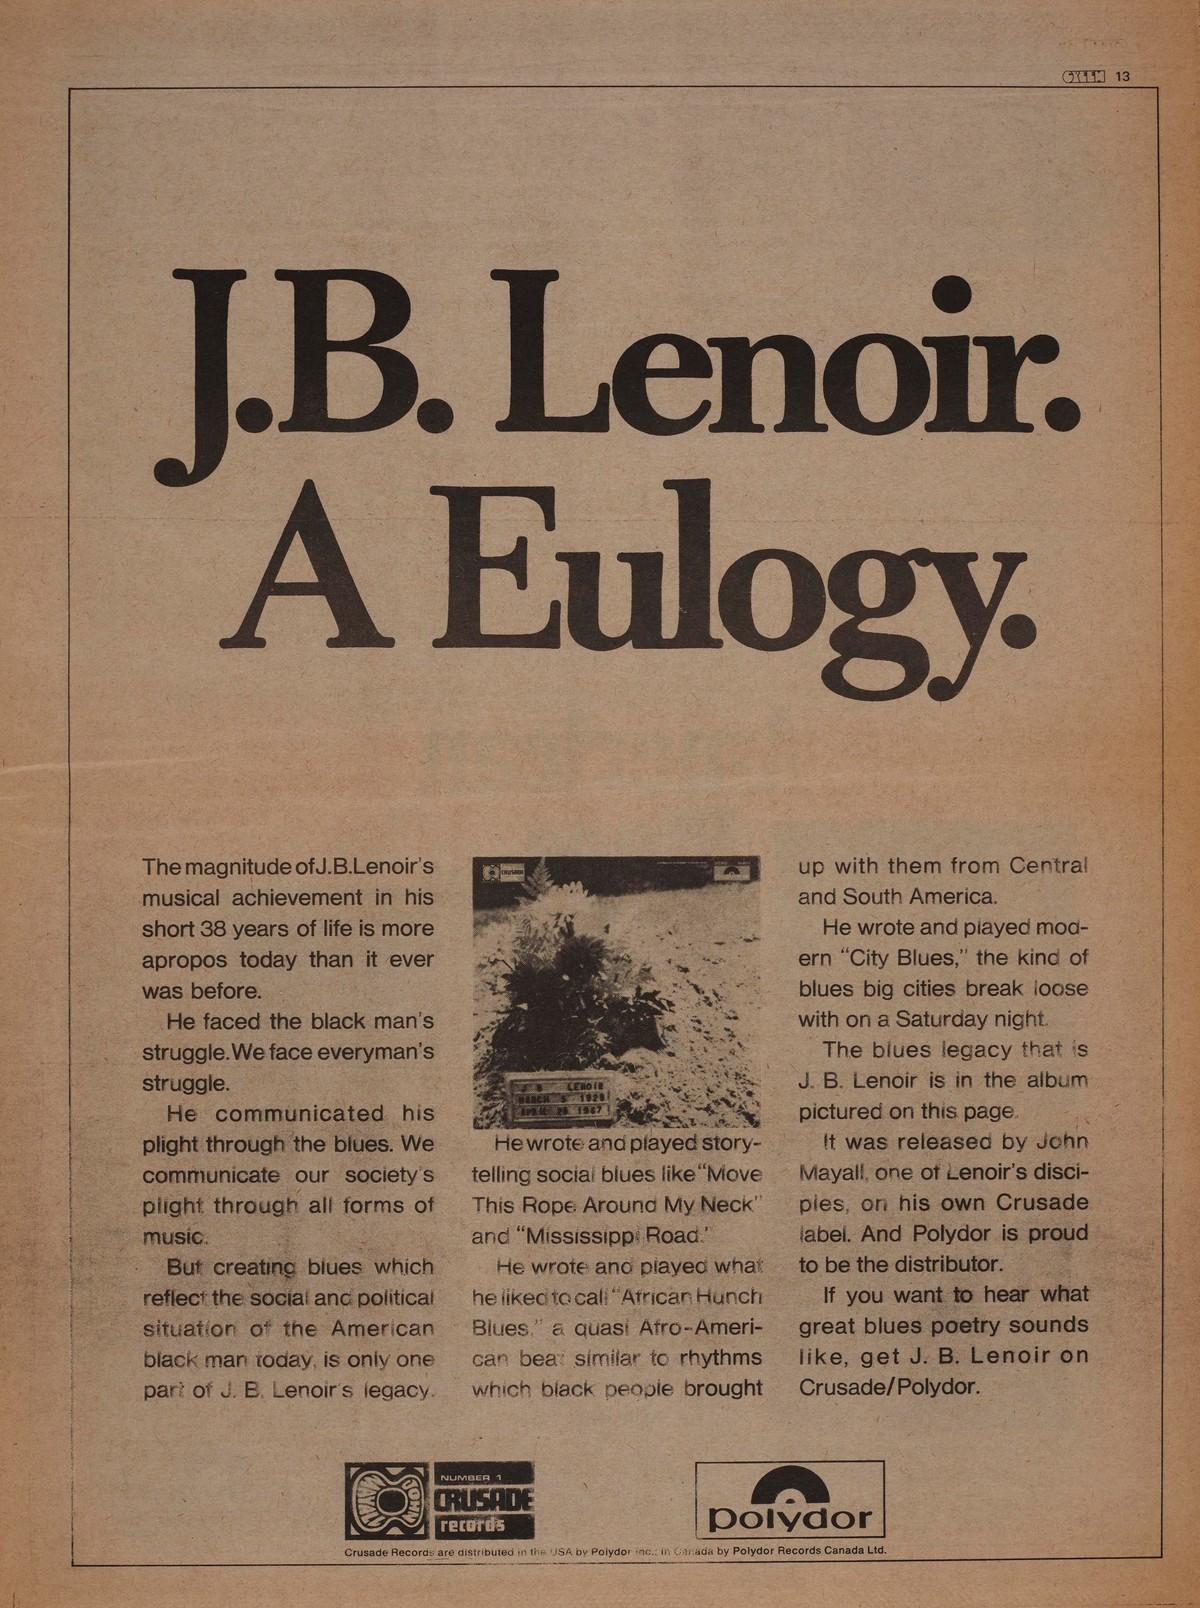 13
J.B. Lenoir.
A Eulogy.
The magnitude of J.B. Lenoir's
musical achievement in his
short 38 years of life is more
apropos today than it ever
was before.
He faced the black man's
struggle. We face everyman's
struggle.
He communicated his
plight through the blues. We
communicate our society's
plight through all forms of
music.
But creating blues which
reflect the social and political
situation of the American
black man today, is only one
part of J. B. Lenoir's legacy.
CRUSADE
J B LENOIR
MARCH 5 1929
APRIL 29 1967
He wrote and played story-
telling social blues like "Move
This Rope Around My Neck"
and "Mississippi Road."
He wrote and played what
he liked to call "African Hunch
Blues," a quasi Afro-Ameri-
can beat similar to rhythms
which black people brought
up with them from Central
and South America.
He wrote and played mod-
ern "City Blues," the kind of
blues big cities break loose
with on a Saturday night.
The blues legacy that is
J. B. Lenoir is in the album
pictured on this page.
It was released by John
Mayall, one of Lenoir's disci-
ples, on his own Crusade
label. And Polydor is proud
to be the distributor.
If you want to hear what
great blues poetry sounds
like, get J. B. Lenoir on
Crusade/Polydor.
JOHN MAYALL
NUMBER 1
CRUSADE
records
polydor
Crusade Records are distributed in the USA by Polydor Inc.; in Canada by Polydor Records Canada Ltd.